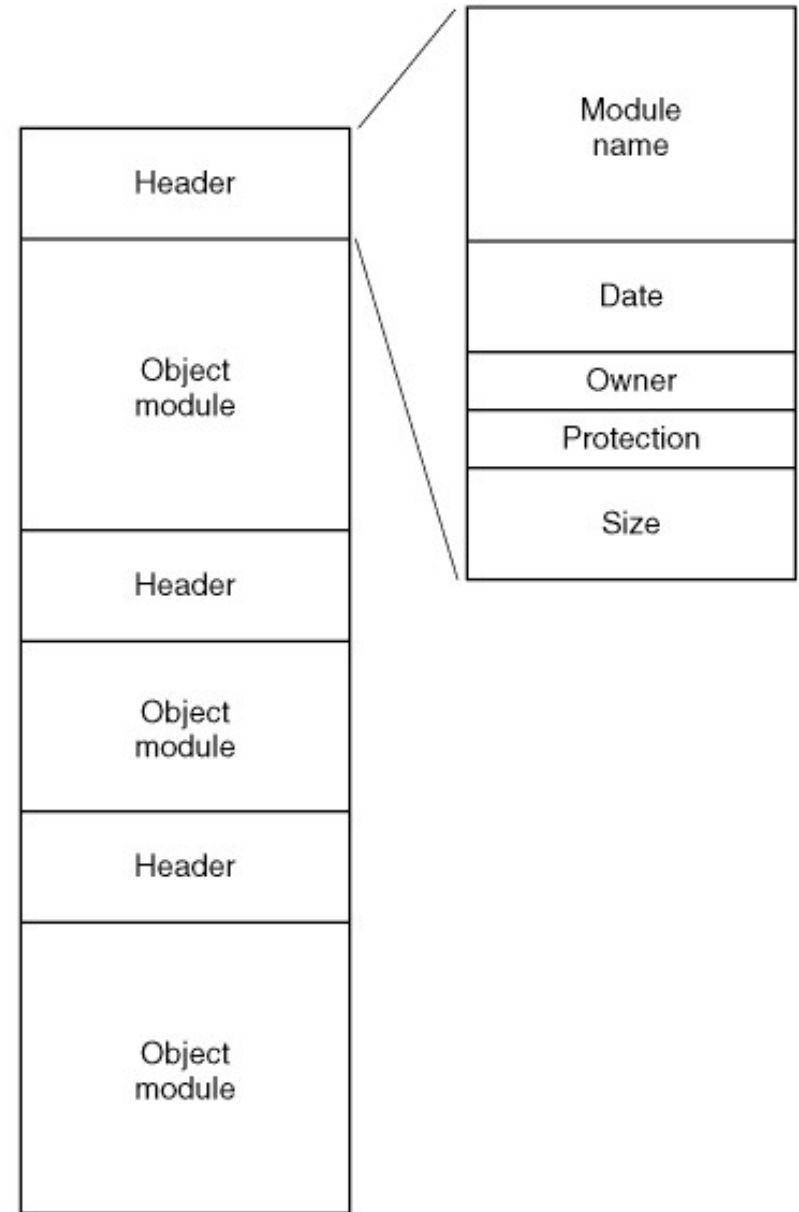 Header
Object
module
Header
Object
module
Header
Object
module
Module
name
Date
Owner
Protection
Size